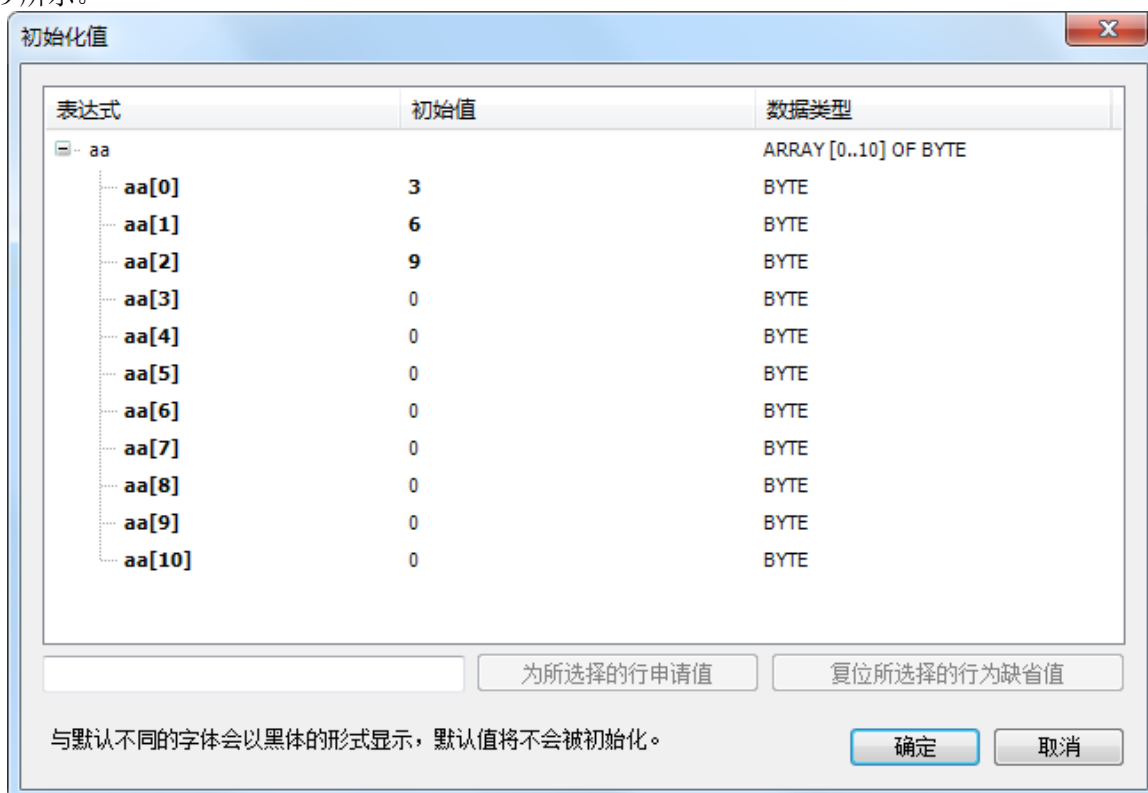 所示。
初始化值
表达式 初始值 数据类型
aa ARRAY [0..10] OF BYTE
aa[0] 3 BYTE
aa[1] 6 BYTE
aa[2] 9 BYTE
aa[3] 0 BYTE
aa[4] 0 BYTE
aa[5] 0 BYTE
aa[6] 0 BYTE
aa[7] 0 BYTE
aa[8] 0 BYTE
aa[9] 0 BYTE
aa[10] 0 BYTE
为所选择的行申请值 复位所选择的行为缺省值
与默认不同的字体会以黑体的形式显示，默认值将不会被初始化。
确定 取消